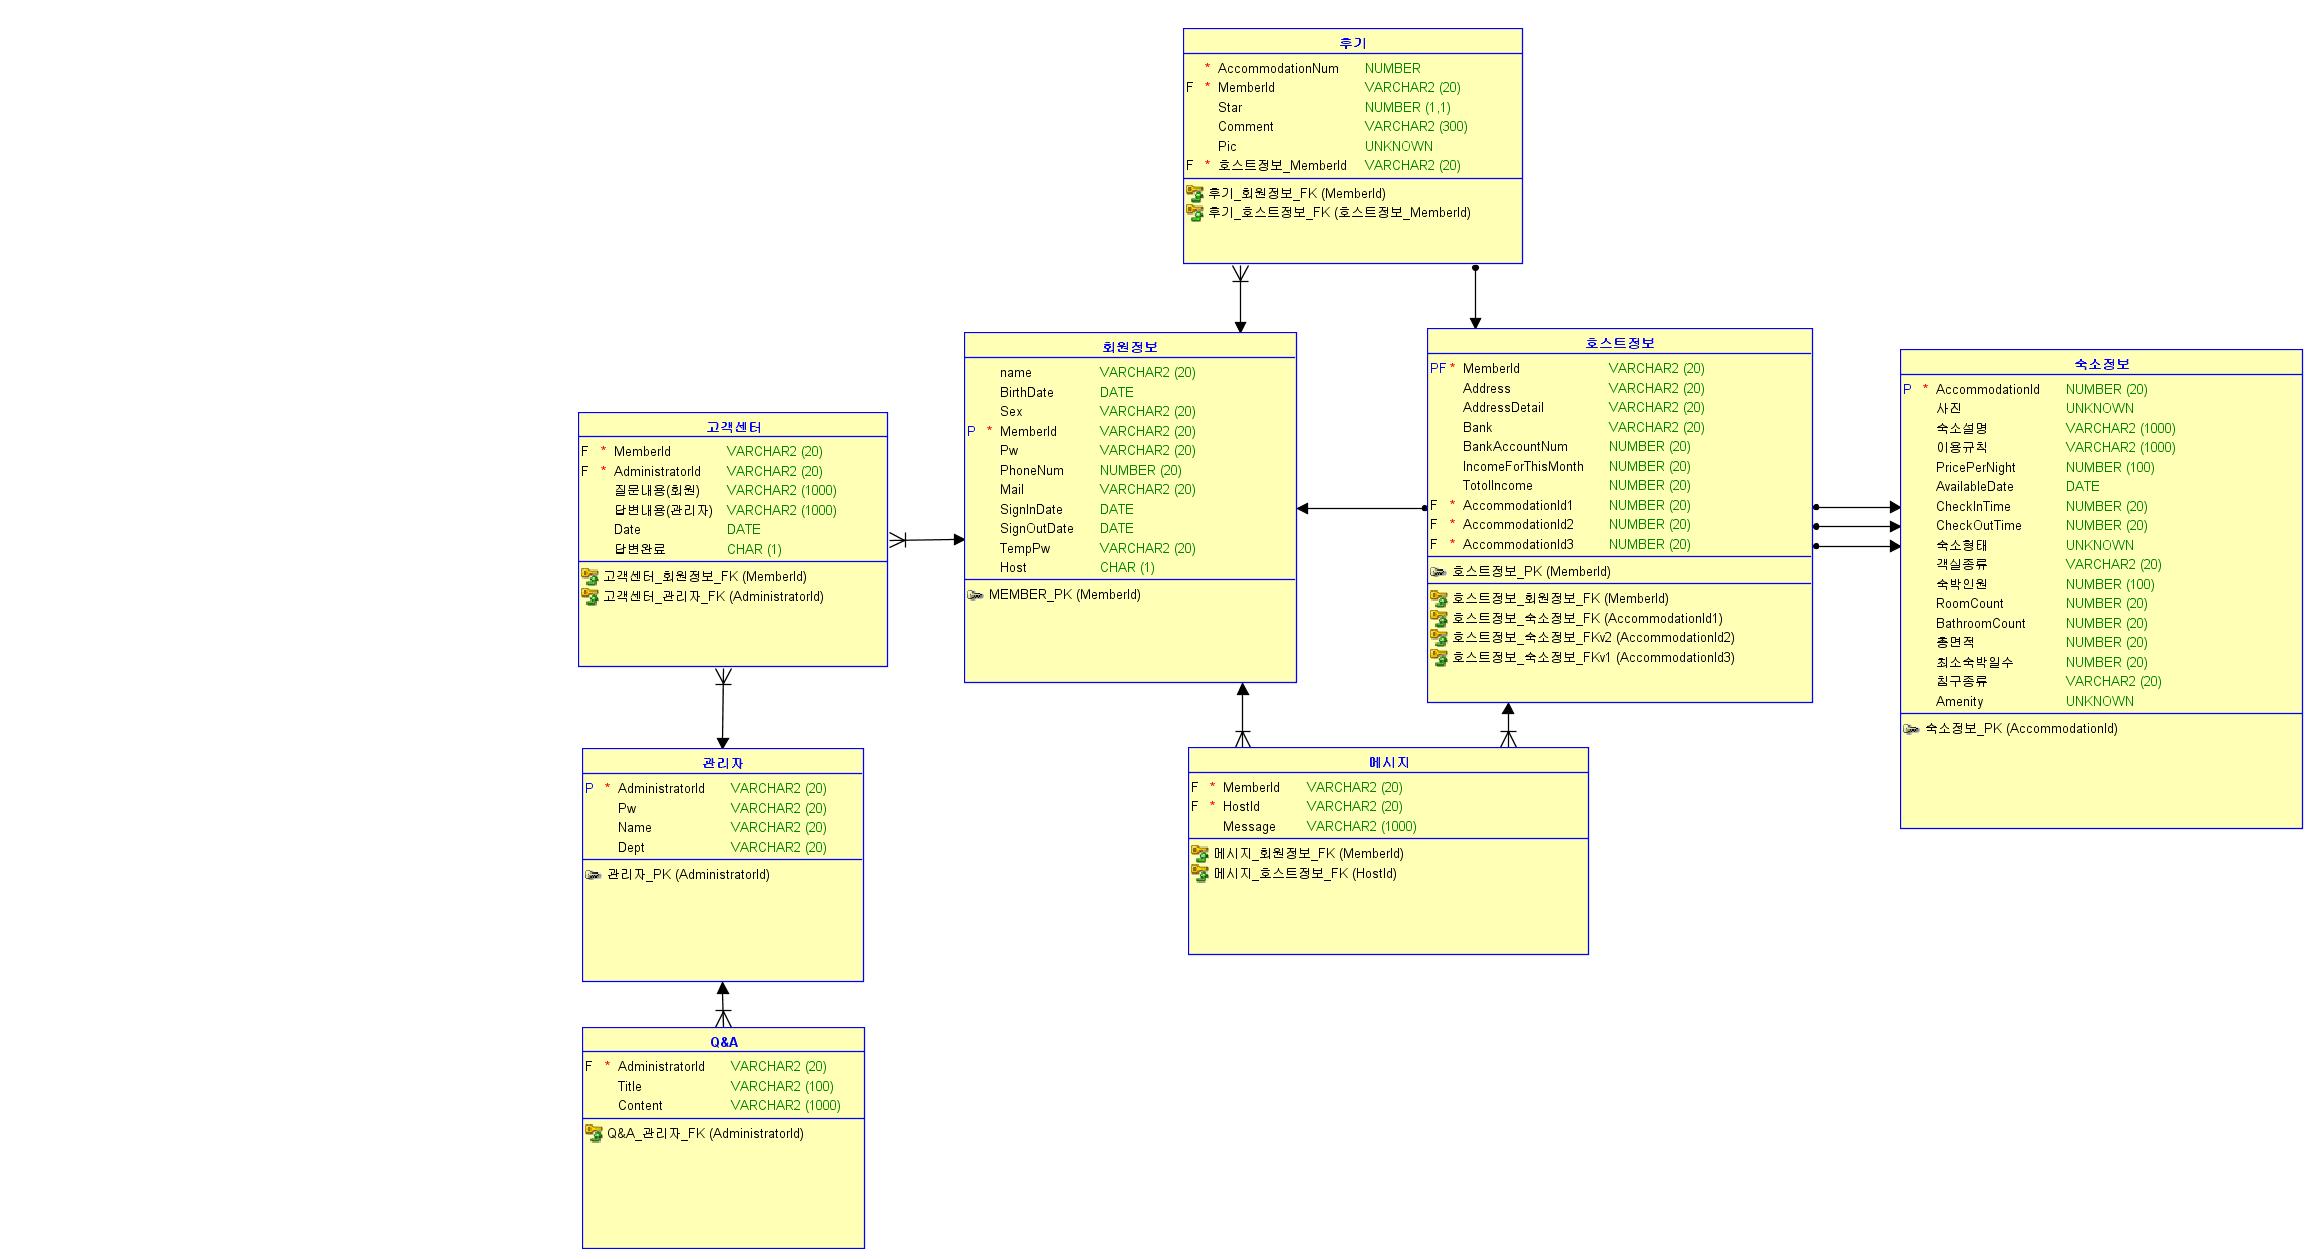 후기
* AccommodationNum NUMBER
F * MemberId VARCHAR2 (20)
Star NUMBER (1,1)
Comment VARCHAR2 (300)
Pic UNKNOWN
F * 호스트정보_MemberId VARCHAR2 (20)
후기_회원정보_FK (MemberId)
후기_호스트정보_FK (호스트정보_MemberId)
회원정보
name VARCHAR2 (20)
BirthDate DATE
Sex VARCHAR2 (20)
P * MemberId VARCHAR2 (20)
Pw VARCHAR2 (20)
PhoneNum NUMBER (20)
Mail VARCHAR2 (20)
SignInDate DATE
SignOutDate DATE
TempPw VARCHAR2 (20)
Host CHAR (1)
MEMBER_PK (MemberId)
호스트정보
PF * MemberId VARCHAR2 (20)
Address VARCHAR2 (20)
AddressDetail VARCHAR2 (20)
Bank VARCHAR2 (20)
BankAccountNum NUMBER (20)
IncomeForThisMonth NUMBER (20)
TotolIncome NUMBER (20)
F * AccommodationId1 NUMBER (20)
F * AccommodationId2 NUMBER (20)
F * AccommodationId3 NUMBER (20)
호스트정보_PK (MemberId)
호스트정보_회원정보_FK (MemberId)
호스트정보_숙소정보_FK (AccommodationId1)
호스트정보_숙소정보_FKv2 (AccommodationId2)
호스트정보_숙소정보_FKv1 (AccommodationId3)
숙소정보
P * AccommodationId NUMBER (20)
사진 UNKNOWN
숙소설명 VARCHAR2 (1000)
이용규칙 VARCHAR2 (1000)
PricePerNight NUMBER (100)
AvailableDate DATE
CheckInTime NUMBER (20)
CheckOutTime NUMBER (20)
숙소형태 UNKNOWN
객실종류 VARCHAR2 (20)
숙박인원 NUMBER (100)
RoomCount NUMBER (20)
BathroomCount NUMBER (20)
총면적 NUMBER (20)
최소숙박일수 NUMBER (20)
침구종류 VARCHAR2 (20)
Amenity UNKNOWN
숙소정보_PK (AccommodationId)
고객센터
F * MemberId VARCHAR2 (20)
F * AdministratorId VARCHAR2 (20)
질문내용(회원) VARCHAR2 (1000)
답변내용(관리자) VARCHAR2 (1000)
Date DATE
답변완료 CHAR (1)
고객센터_회원정보_FK (MemberId)
고객센터_관리자_FK (AdministratorId)
관리자
P * AdministratorId VARCHAR2 (20)
Pw VARCHAR2 (20)
Name VARCHAR2 (20)
Dept VARCHAR2 (20)
관리자_PK (AdministratorId)
메시지
F * MemberId VARCHAR2 (20)
F * HostId VARCHAR2 (20)
Message VARCHAR2 (1000)
메시지_회원정보_FK (MemberId)
메시지_호스트정보_FK (HostId)
Q&A
F * AdministratorId VARCHAR2 (20)
Title VARCHAR2 (100)
Content VARCHAR2 (1000)
Q&A_관리자_FK (AdministratorId)